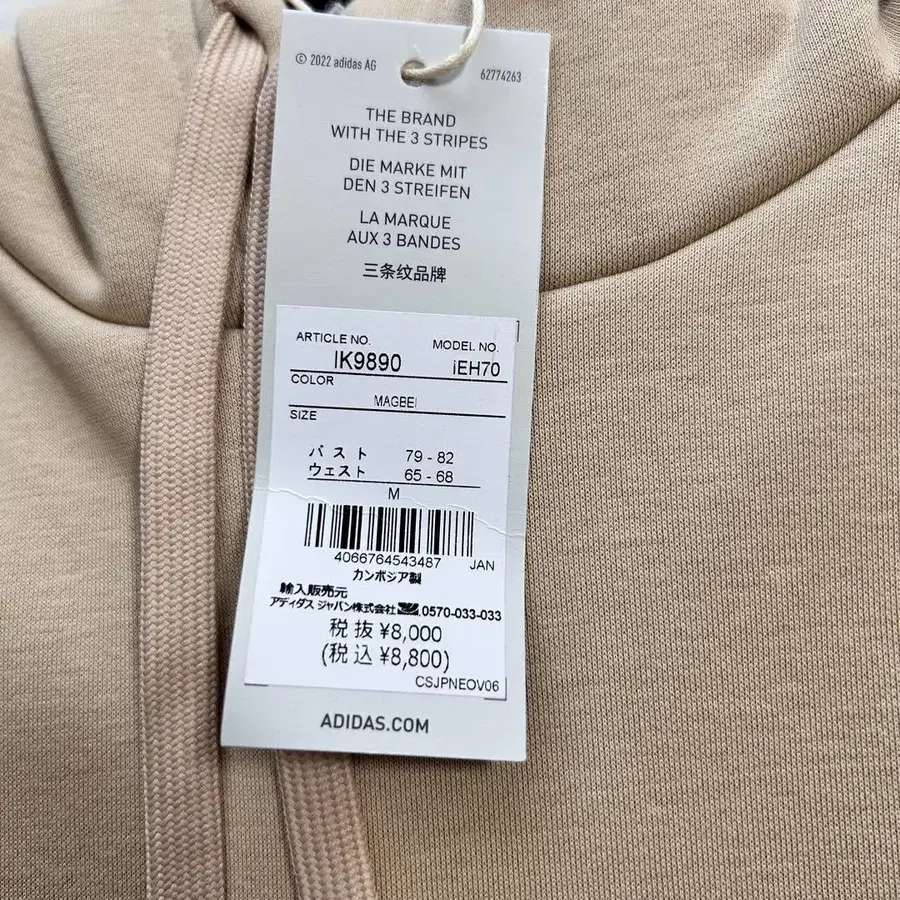 © 2022 adidas AG 62774263
THE BRAND
WITH THE 3 STRIPES
DIE MARKE MIT
DEN 3 STREIFEN
LA MARQUE
AUX 3 BANDES
三条纹品牌
ARTICLE NO. MODEL NO.
IK9890 iEH70
COLOR
MAGBEI
SIZE
バスト 79 - 82
ウェスト 65 - 68
M
4066764543487 JAN
カンボジア製
輸入販売元
アディダス ジャパン株式会社 0570-033-033
税抜 ¥8,000
(税込 ¥8,800)
CSJPNEOV06
ADIDAS.COM